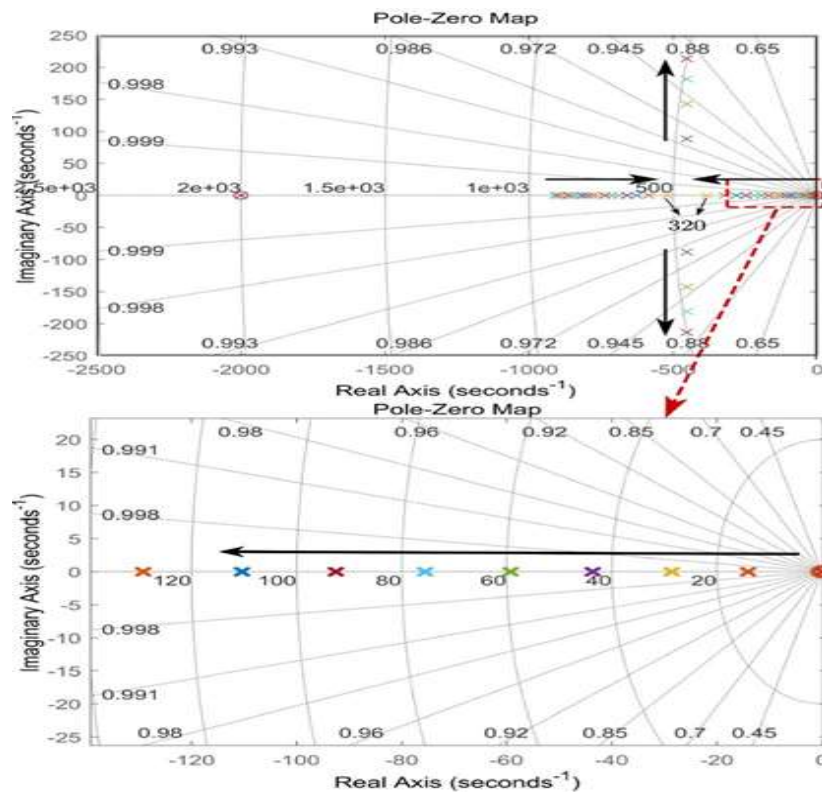 Pole-Zero Map
250
0.993 0.986 0.972 0.945 0.88 0.65
200
0.998
150
100
0.999
50
5e+03 2e+03 1.5e+03 1e+03 500
0
320
-50
0.999
-100
-150
0.998
-200
0.993 0.986 0.972 0.945 0.88 0.65
-250
-2500 -2000 -1500 -1000 -500 0
Imaginary Axis (seconds⁻¹)
Real Axis (seconds⁻¹)
Pole-Zero Map
0.98 0.96 0.92 0.85 0.7 0.45
20
0.991
15
10
0.998
5
0
120 100 80 60 40 20
-5
0.998
-10
-15
0.991
-20
-25
0.98 0.96 0.92 0.85 0.7 0.45
-120 -100 -80 -60 -40 -20 0
Imaginary Axis (seconds⁻¹)
Real Axis (seconds⁻¹)